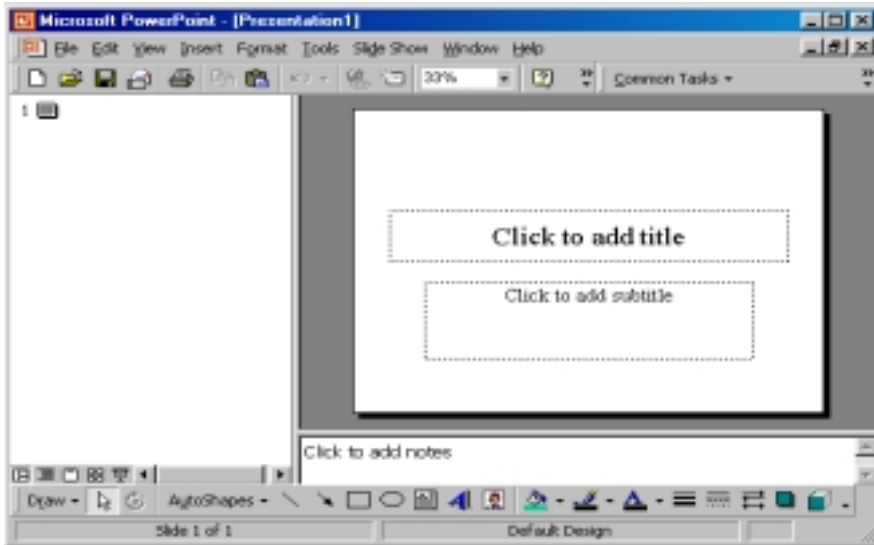 Microsoft PowerPoint - [Presentation1]
File Edit View Insert Format Tools Slide Show Window Help
33% Common Tasks
1
Click to add title
Click to add subtitle
Click to add notes
Draw AutoShapes
Slide 1 of 1 Default Design